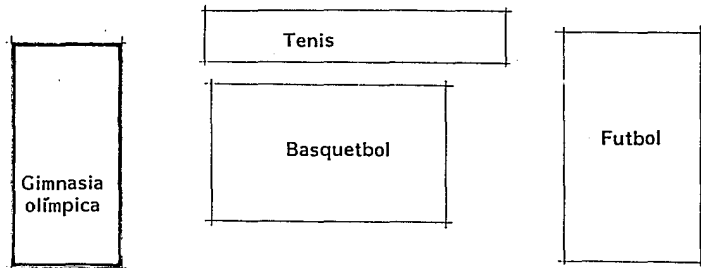 Tenis
Basquetbol
Futbol
Gimnasia
olímpica